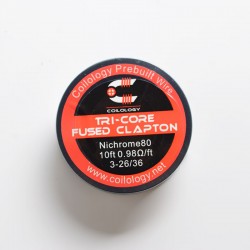 Coilology Prebuilt Wire
COILOLOGY
TRI-CORE
FUSED CLAPTON
Nichrome80
10ft 0.98Ω/ft
3-26/36
www.coilology.net